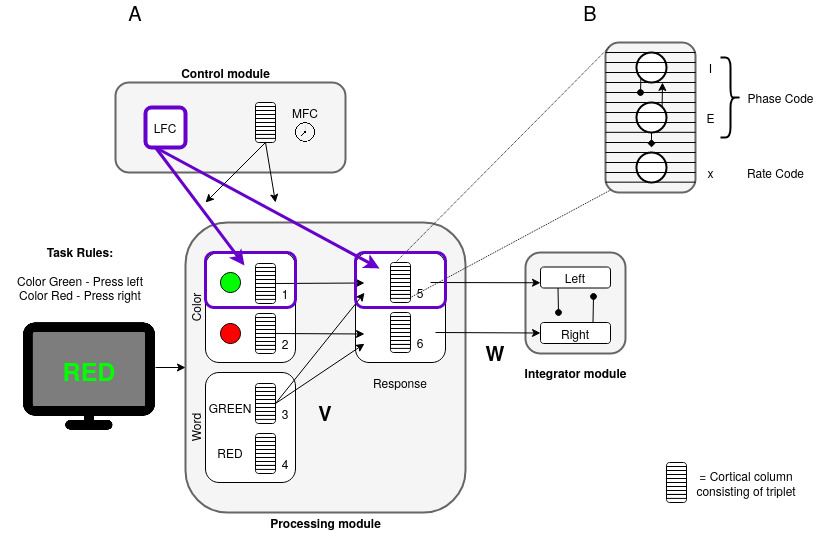 A
B
Control module
LFC
MFC
I
E
x
Phase Code
Rate Code
Task Rules:
Color Green - Press left
Color Red - Press right
RED
Color
1
2
Word
GREEN
3
RED
4
5
6
Response
V
W
Left
Right
Integrator module
Processing module
= Cortical column
consisting of triplet